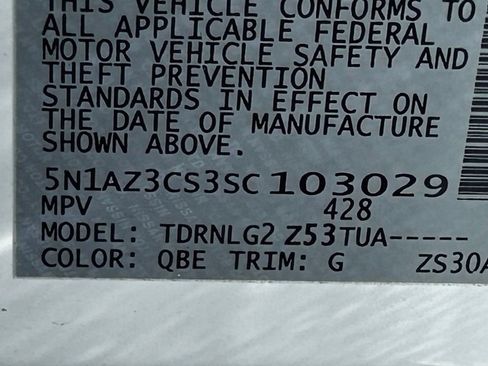 THIS VEHICLE CONFORMS TO
ALL APPLICABLE FEDERAL
MOTOR VEHICLE SAFETY AND
THEFT PREVENTION
STANDARDS IN EFFECT ON
THE DATE OF MANUFACTURE
SHOWN ABOVE.
5N1AZ3CS3SC103029
MPV 428
MODEL: TDRNLG2 Z53TUA-----
COLOR: QBE TRIM: G ZS30A